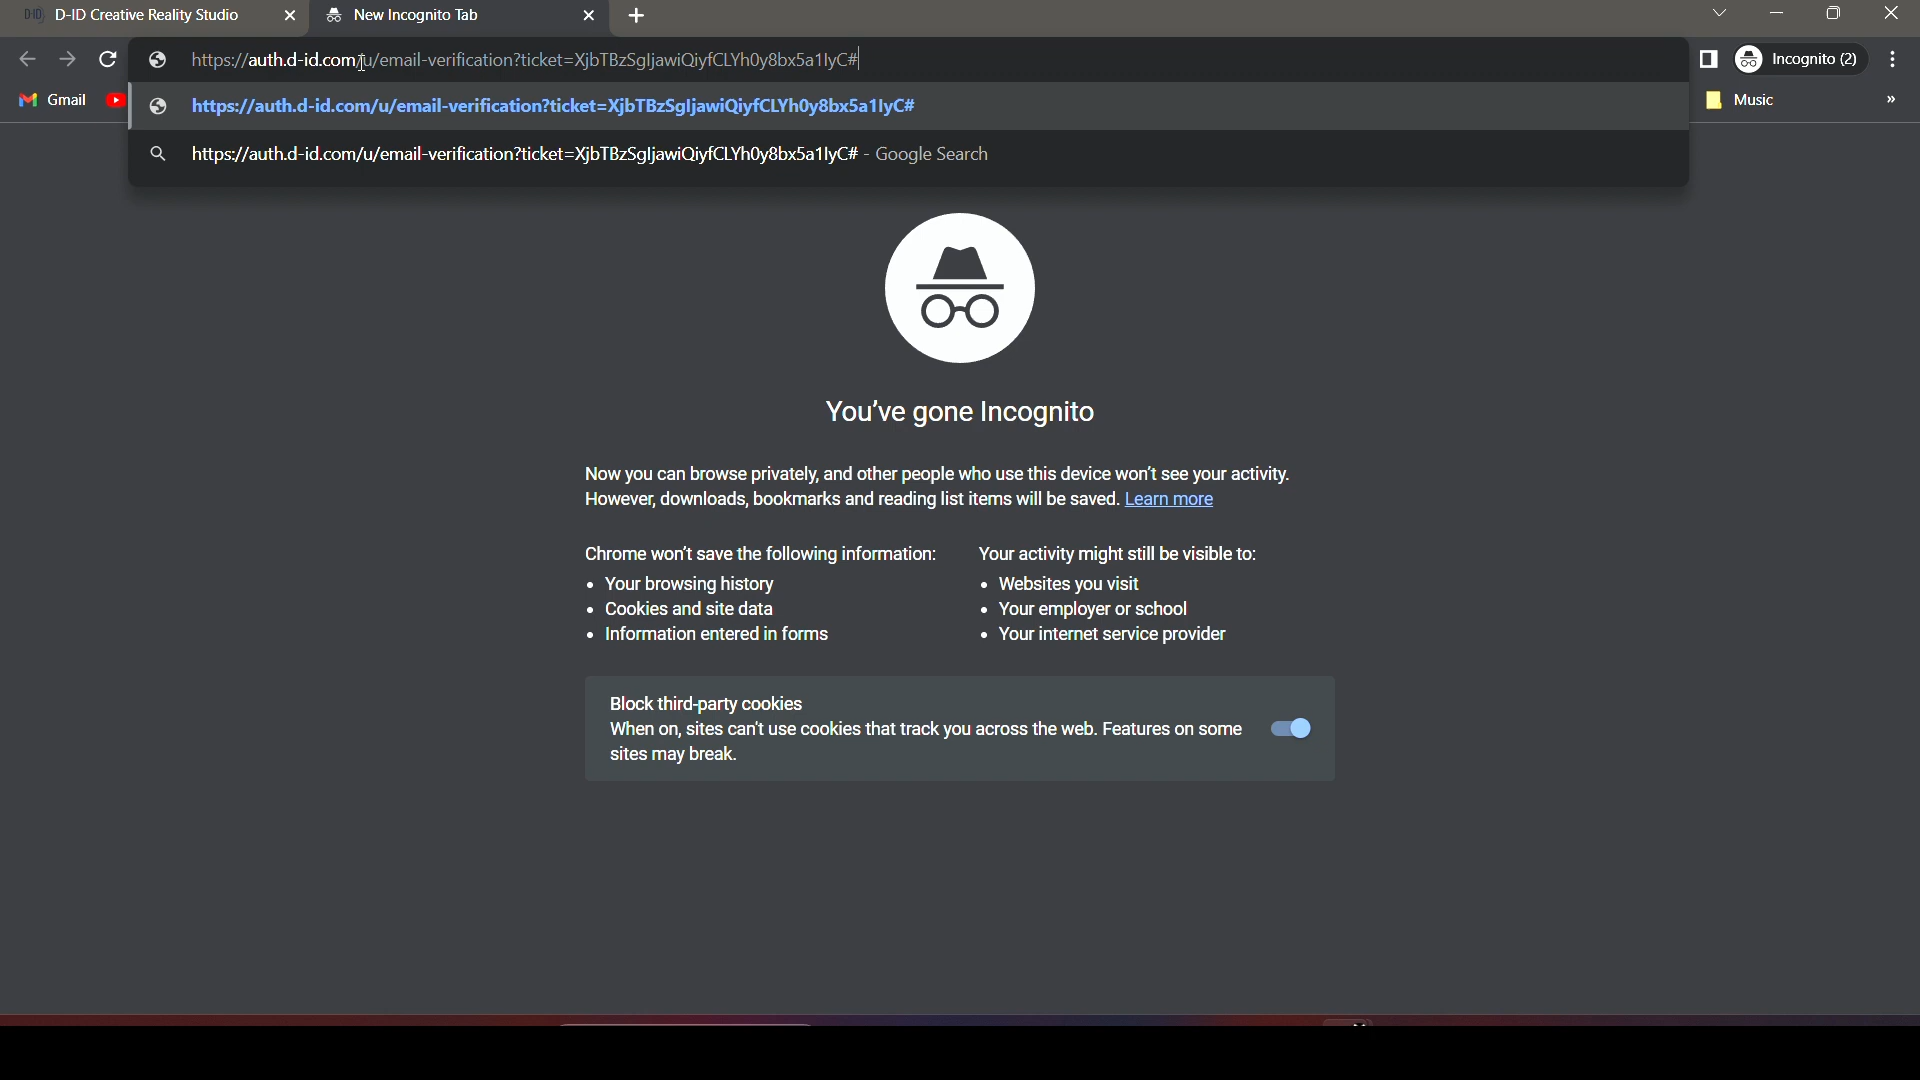 D-ID D-ID Creative Reality Studio
New Incognito Tab
https://auth.d-id.com/u/email-verification?ticket=XjbTBzSgljawiQiyfCLYh0y8bx5a1lyC#
Incognito (2)
Gmail
https://auth.d-id.com/u/email-verification?ticket=XjbTBzSgljawiQiyfCLYh0y8bx5a1lyC#
Music
»
https://auth.d-id.com/u/email-verification?ticket=XjbTBzSgljawiQiyfCLYh0y8bx5a1lyC# - Google Search
You've gone Incognito
Now you can browse privately, and other people who use this device won't see your activity.
However, downloads, bookmarks and reading list items will be saved. Learn more
Chrome won't save the following information:
• Your browsing history
• Cookies and site data
• Information entered in forms
Your activity might still be visible to:
• Websites you visit
• Your employer or school
• Your internet service provider
Block third-party cookies
When on, sites can't use cookies that track you across the web. Features on some
sites may break.